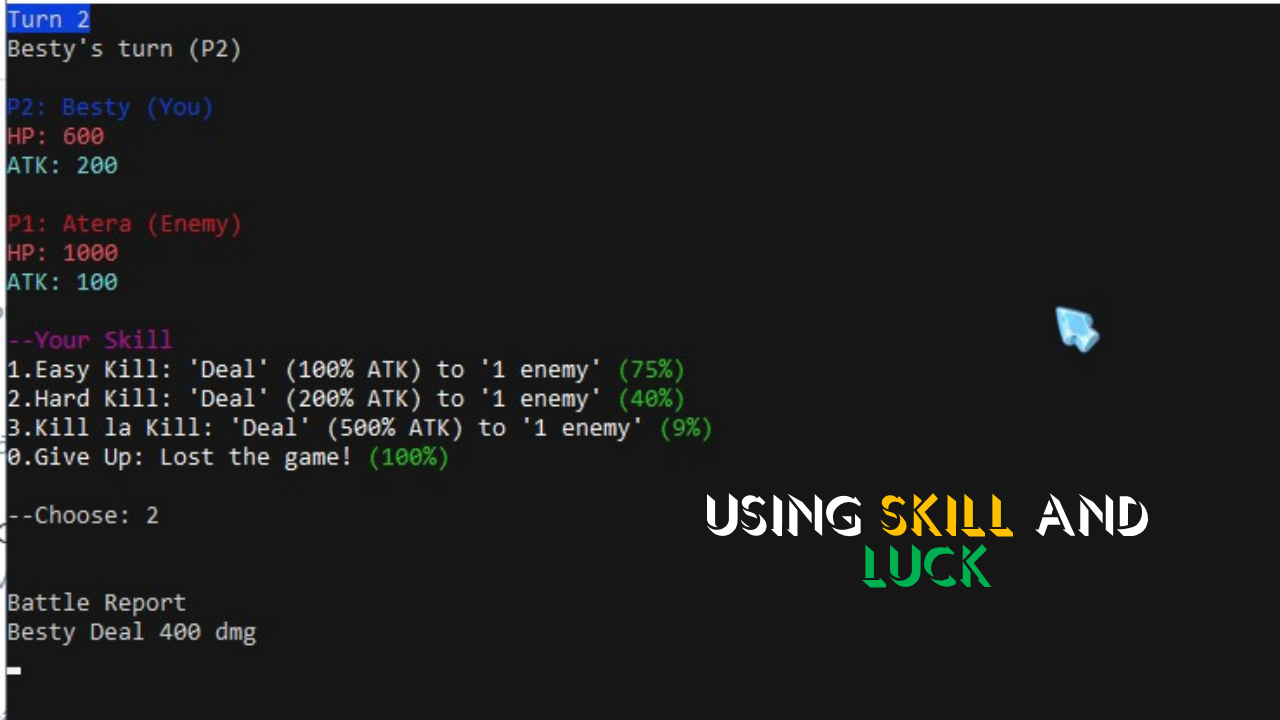 Turn 2
Besty's turn (P2)
P2: Besty (You)
HP: 600
ATK: 200
P1: Atera (Enemy)
HP: 1000
ATK: 100
--Your Skill
1.Easy Kill: 'Deal' (100% ATK) to '1 enemy' (75%)
2.Hard Kill: 'Deal' (200% ATK) to '1 enemy' (40%)
3.Kill la Kill: 'Deal' (500% ATK) to '1 enemy' (9%)
0.Give Up: Lost the game! (100%)
--Choose: 2
USING SKILL AND
LUCK
Battle Report
Besty Deal 400 dmg